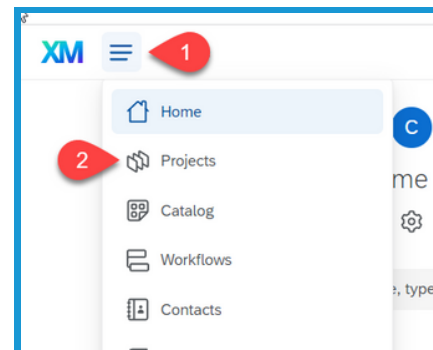 XM
1
Home
C
2
Projects
me
Catalog
Workflows
e, type
Contacts